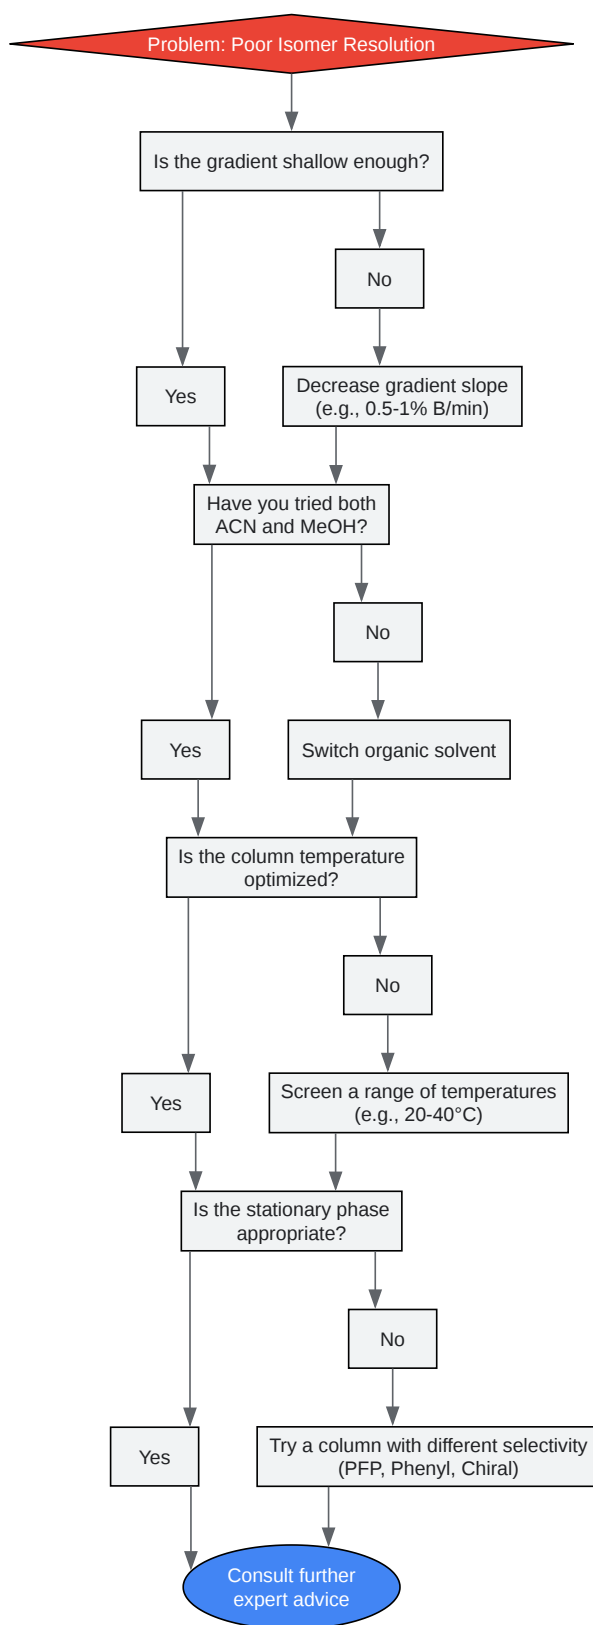 Problem: Poor Isomer Resolution
Is the gradient shallow enough?
No
Yes
Decrease gradient slope
(e.g., 0.5-1% B/min)
Have you tried both
ACN and MeOH?
No
Yes
Switch organic solvent
Is the column temperature
optimized?
No
Yes
Screen a range of temperatures
(e.g., 20-40°C)
Is the stationary phase
appropriate?
No
Yes
Try a column with different selectivity
(PFP, Phenyl, Chiral)
Consult further
expert advice